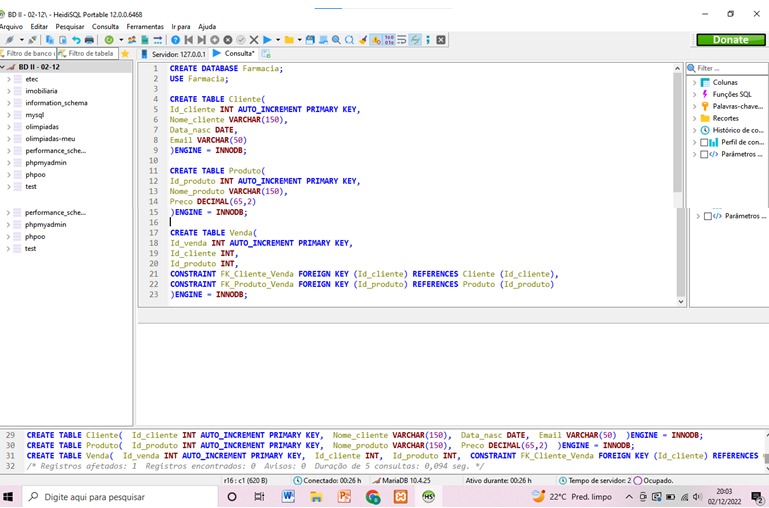 BD II - 02-12\ - HeidiSQL Portable 12.0.0.6468
Arquivo Editar Pesquisar Consulta Ferramentas Ir para Ajuda
Donate
Filtro de banco Filtro de tabela
Servidor: 127.0.0.1 Consulta*
BD II - 02-12
etec
imobiliaria
information_schema
mysql
olimpiadas
olimpiadas-meu
performance_sche...
phpmyadmin
phpoo
test
performance_sche...
phpmyadmin
phpoo
test
1 CREATE DATABASE Farmacia;
2 USE Farmacia;
3
4 CREATE TABLE Cliente(
5 Id_cliente INT AUTO_INCREMENT PRIMARY KEY,
6 Nome_cliente VARCHAR(150),
7 Data_nasc DATE,
8 Email VARCHAR(50)
9 )ENGINE = INNODB;
10
11 CREATE TABLE Produto(
12 Id_produto INT AUTO_INCREMENT PRIMARY KEY,
13 Nome_produto VARCHAR(150),
14 Preco DECIMAL(65,2)
15 )ENGINE = INNODB;
16
17 CREATE TABLE Venda(
18 Id_venda INT AUTO_INCREMENT PRIMARY KEY,
19 Id_cliente INT,
20 Id_produto INT,
21 CONSTRAINT FK_Cliente_Venda FOREIGN KEY (Id_cliente) REFERENCES Cliente (Id_cliente),
22 CONSTRAINT FK_Produto_Venda FOREIGN KEY (Id_produto) REFERENCES Produto (Id_produto)
23 )ENGINE = INNODB;
Filter ...
Colunas
Funções SQL
Palavras-chave...
Recortes
Histórico de co...
Perfil de con...
Parâmetros ...
Parâmetros ...
29 CREATE TABLE Cliente( Id_cliente INT AUTO_INCREMENT PRIMARY KEY, Nome_cliente VARCHAR(150), Data_nasc DATE, Email VARCHAR(50) )ENGINE = INNODB;
30 CREATE TABLE Produto( Id_produto INT AUTO_INCREMENT PRIMARY KEY, Nome_produto VARCHAR(150), Preco DECIMAL(65,2) )ENGINE = INNODB;
31 CREATE TABLE Venda( Id_venda INT AUTO_INCREMENT PRIMARY KEY, Id_cliente INT, Id_produto INT, CONSTRAINT FK_Cliente_Venda FOREIGN KEY (Id_cliente) REFERENCES
32 /* Registros afetados: 1 Registros encontrados: 0 Avisos: 0 Duração de 5 consultas: 0,094 seg. */
r16 : c1 (620 B) Conectado: 00:26 h MariaDB 10.4.25 Ativo durante: 00:26 h Tempo de servidor: 2 Ocupado.
Digite aqui para pesquisar
22°C Pred. limpo
20:03
02/12/2022